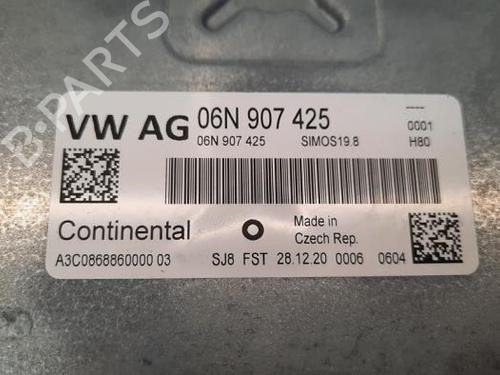 VW AG 06N 907 425 ----
06N 907 425 SIMOS19.8 0001
H80
Continental Made in
Czech Rep.
A3C0868860000 03 SJ8 FST 28.12.20 0006 0604
B-Parts